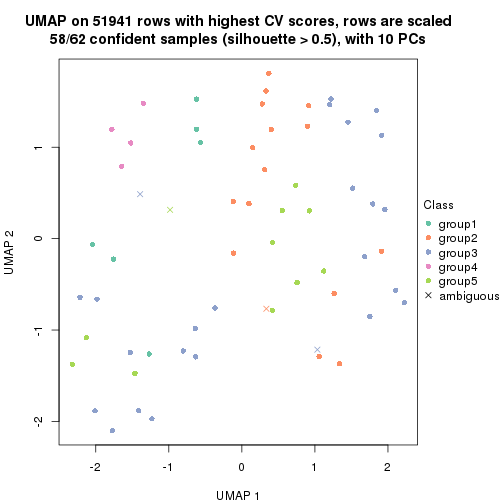 UMAP on 51941 rows with highest CV scores, rows are scaled
58/62 confident samples (silhouette > 0.5), with 10 PCs
UMAP 2
1
0
-1
-2
-2
-1
0
1
2
UMAP 1
Class
group1
group2
group3
group4
group5
ambiguous